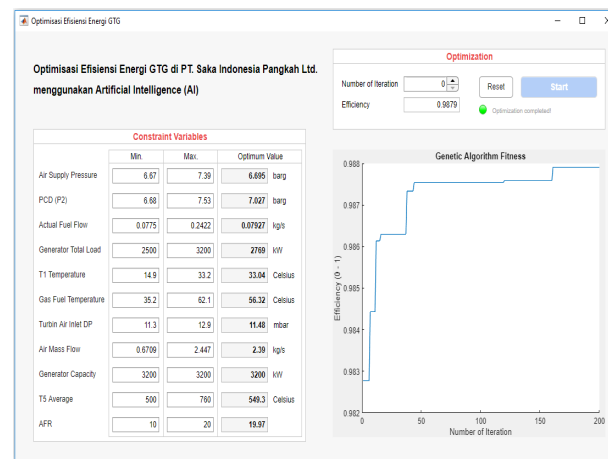 Optimisasi Efisiensi Energi GTG
Optimisasi Efisiensi Energi GTG di PT. Saka Indonesia Pangkah Ltd.
menggunakan Artificial Intelligence (AI)
Optimization
Number of Iteration 0 Reset Start
Efficiency 0.9879 Optimization completed!
Constraint Variables
Min. Max. Optimum Value
Air Supply Pressure 6.67 7.39 6.695 barg
PCD (P2) 6.68 7.53 7.027 barg
Actual Fuel Flow 0.0775 0.2422 0.07927 kg/s
Generator Total Load 2500 3200 2769 kW
T1 Temperature 14.9 33.2 33.04 Celsius
Gas Fuel Temperature 35.2 62.1 56.32 Celsius
Turbin Air Inlet DP 11.3 12.9 11.48 mbar
Air Mass Flow 0.6709 2.447 2.39 kg/s
Generator Capacity 3200 3200 3200 kW
T5 Average 500 760 549.3 Celsius
AFR 10 20 19.97
Genetic Algorithm Fitness
0.988
0.987
0.986
0.985
0.984
0.983
0.982
Efficiency (0 - 1)
0 50 100 150 200
Number of Iteration